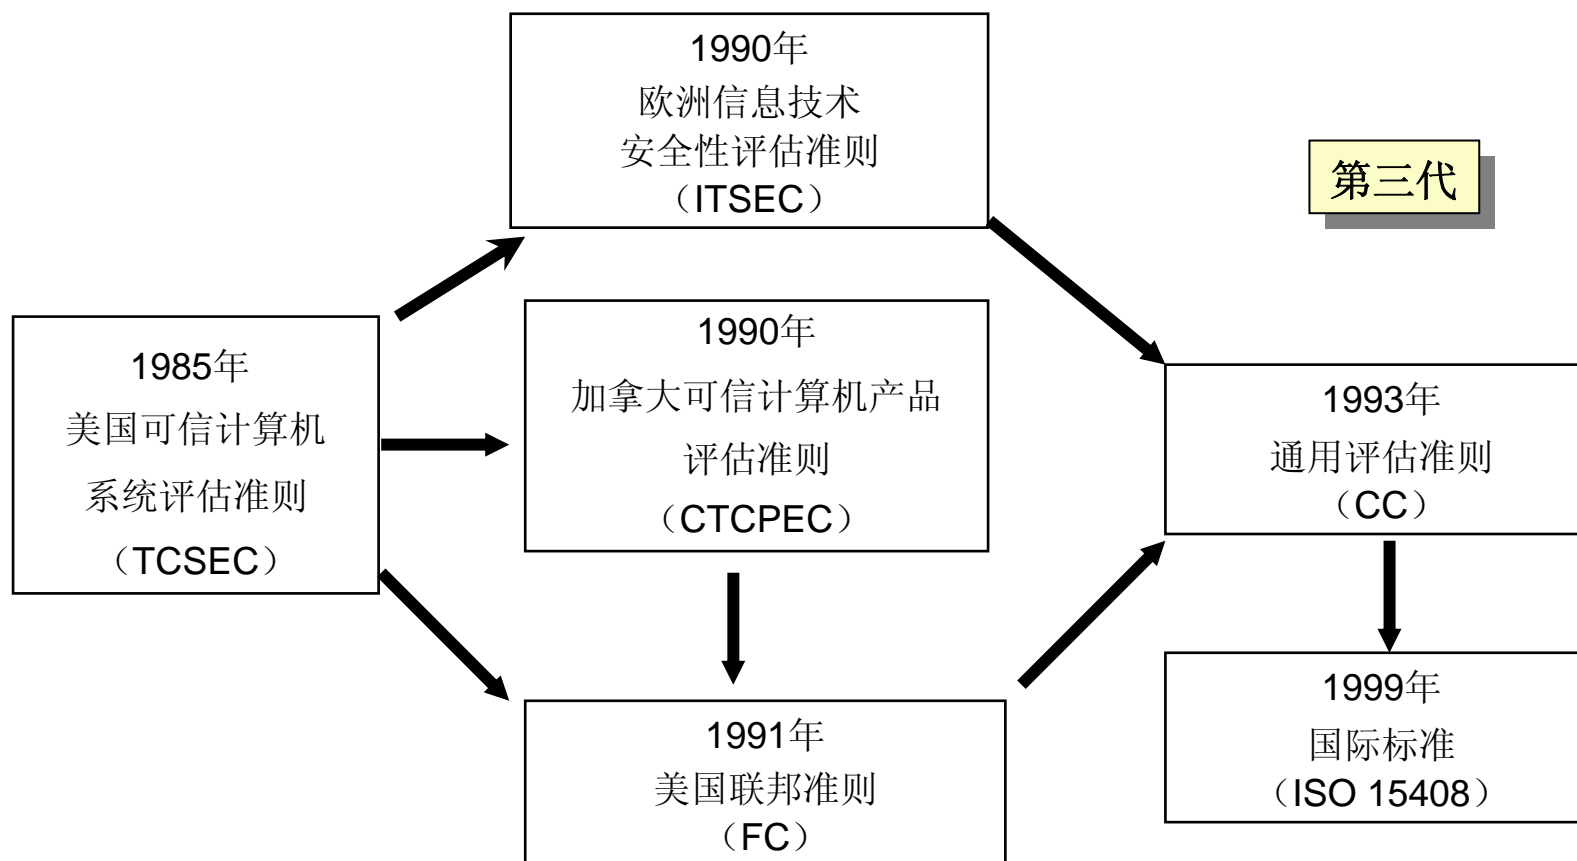 1990年
欧洲信息技术
安全性评估准则
（ITSEC）
第三代
1985年
美国可信计算机
系统评估准则
（TCSEC）
1990年
加拿大可信计算机产品
评估准则
（CTCPEC）
1993年
通用评估准则
（CC）
1991年
美国联邦准则
（FC）
1999年
国际标准
（ISO 15408）